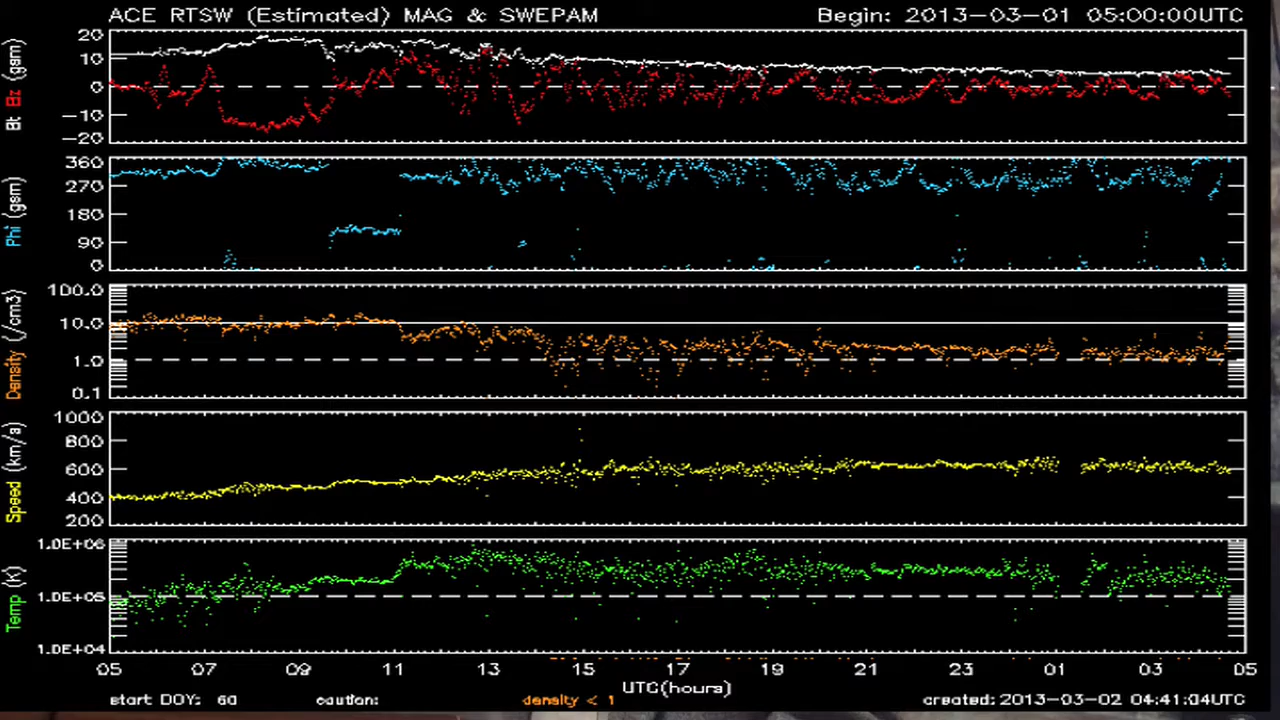 ACE RTSW (Estimated) MAG & SWEPAM
Begin: 2013-03-01 05:00:00UTC
Bt Bz (gsm)
20
10
0
-10
-20
Phi (gsm)
360
270
180
90
0
Density (/cm3)
100.0
10.0
1.0
0.1
Speed (km/s)
1000
800
600
400
200
Temp (K)
1.0E+06
1.0E+05
1.0E+04
05 07 09 11 13 15 17 19 21 23 01 03 05
UTC(hours)
start DOY: 60 caution: density < 1 created: 2013-03-02 04:41:04UTC